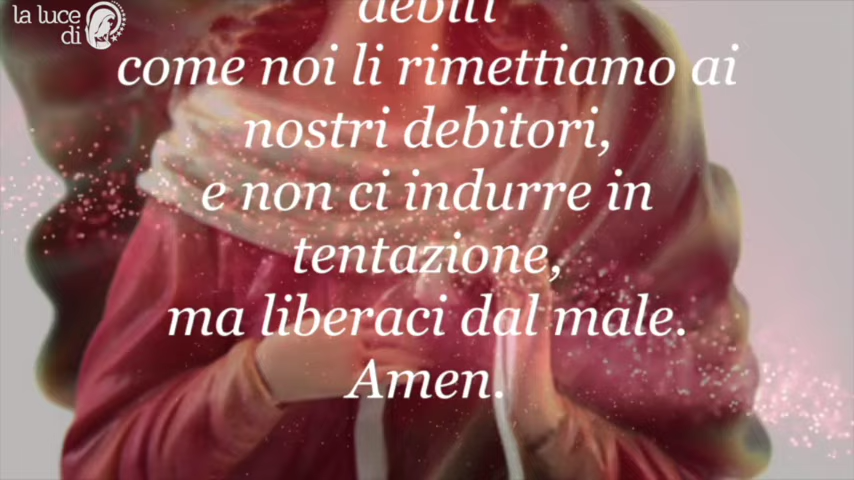 la luce
di
debiti
come noi li rimettiamo ai
nostri debitori,
e non ci indurre in
tentazione,
ma liberaci dal male.
Amen.